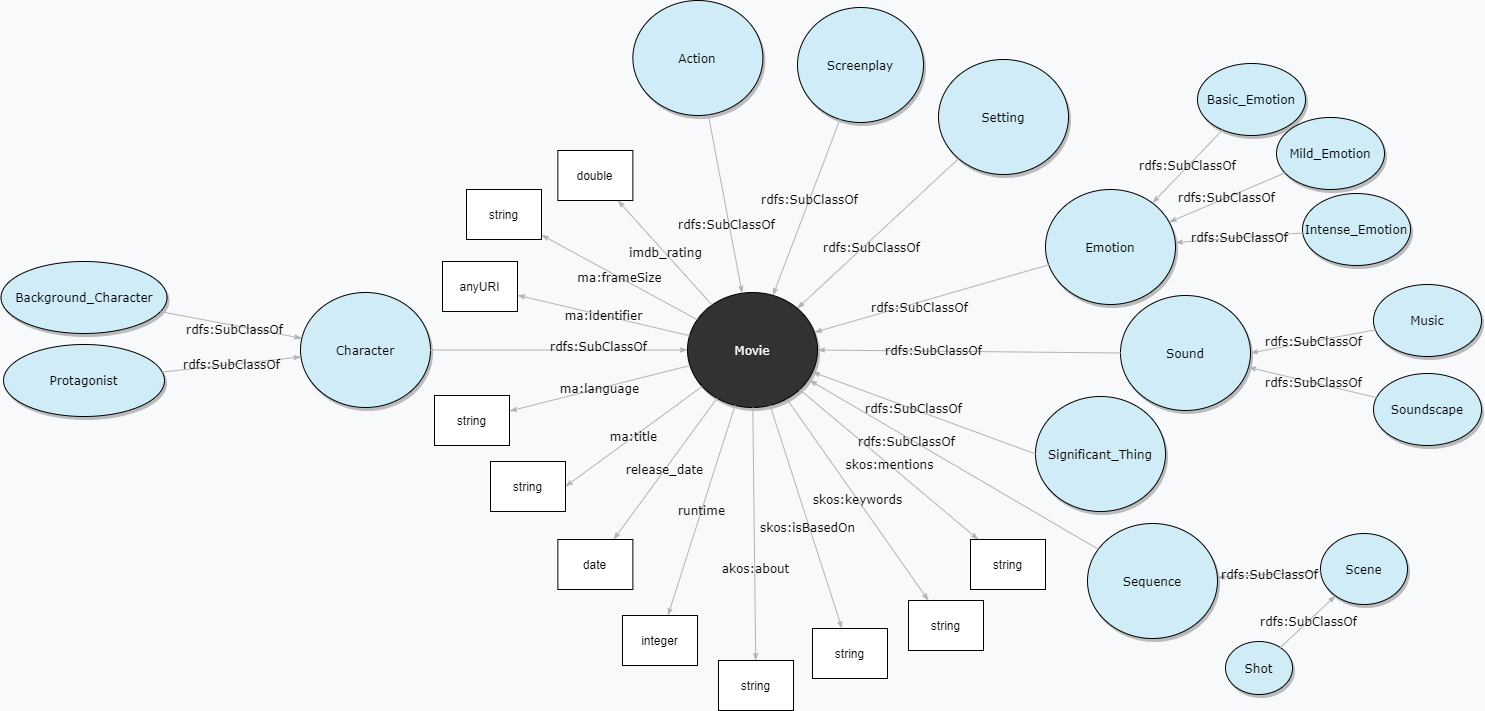 Action
Screenplay
Setting
Basic_Emotion
Mild_Emotion
Intense_Emotion
Emotion
rdfs:SubClassOf
rdfs:SubClassOf
rdfs:SubClassOf
double
string
anyURI
rdfs:SubClassOf
rdfs:SubClassOf
rdfs:SubClassOf
imdb_rating
ma:frameSize
ma:Identifier
rdfs:SubClassOf
Background_Character
rdfs:SubClassOf
Protagonist
rdfs:SubClassOf
Character
rdfs:SubClassOf
Movie
rdfs:SubClassOf
Sound
Music
rdfs:SubClassOf
rdfs:SubClassOf
Soundscape
ma:language
string
ma:title
string
release_date
date
runtime
integer
akos:about
string
skos:isBasedOn
string
skos:keywords
string
skos:mentions
string
rdfs:SubClassOf
rdfs:SubClassOf
Significant_Thing
Sequence
rdfs:SubClassOf
Scene
rdfs:SubClassOf
Shot